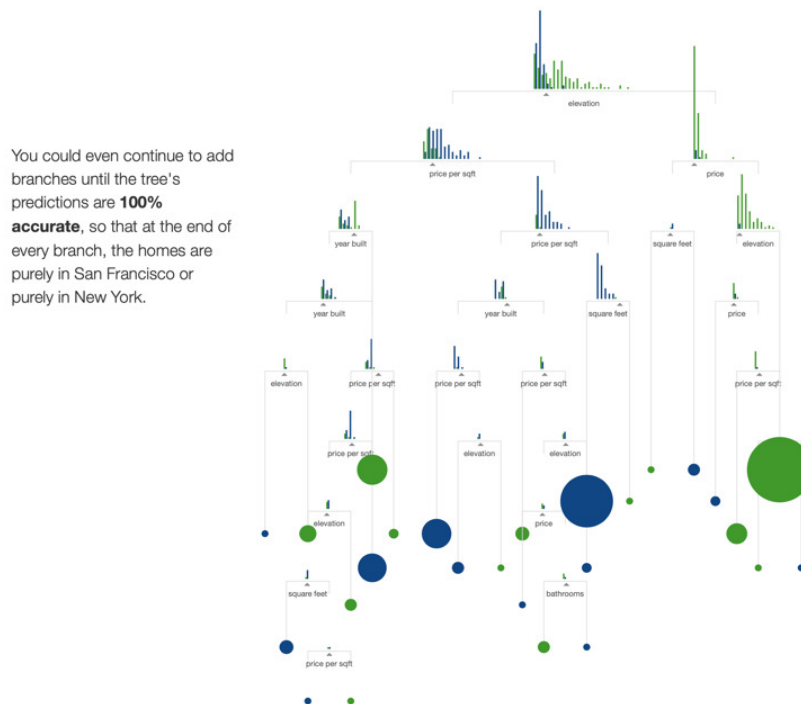 You could even continue to add
branches until the tree's
predictions are 100%
accurate, so that at the end of
every branch, the homes are
purely in San Francisco or
purely in New York.
elevation
price per sqft
price
year built
price per sqft
square feet
elevation
year built
year built
square feet
price
elevation
price per sqft
price per sqft
price per sqft
price per sqft
price per sqft
elevation
elevation
elevation
price
square feet
bathrooms
price per sqft